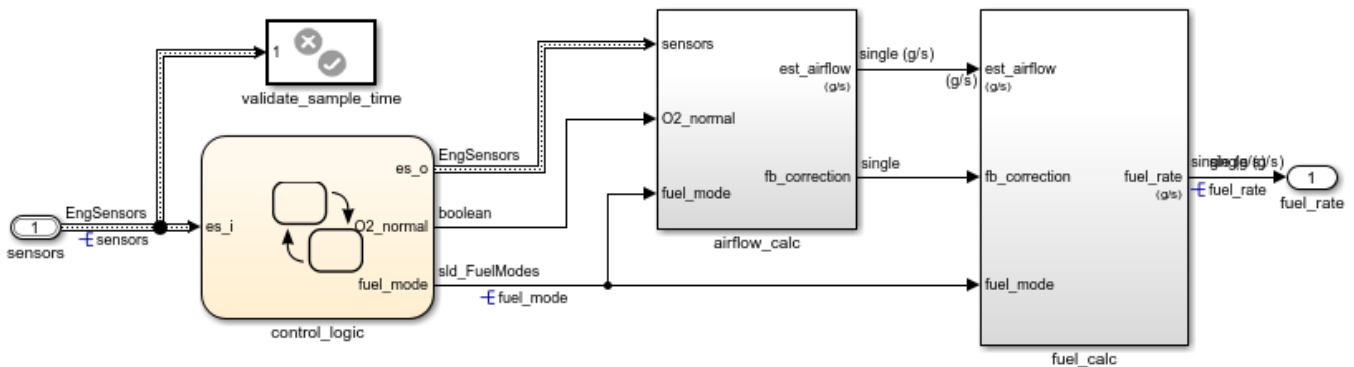 1
validate_sample_time
EngSensors
1
sensors
sensors
es_i
es_o
O2_normal
fuel_mode
control_logic
EngSensors
boolean
sld_FuelModes
fuel_mode
sensors
O2_normal
fuel_mode
est_airflow
(g/s)
fb_correction
airflow_calc
single (g/s)
(g/s)
single
est_airflow
(g/s)
fb_correction
fuel_mode
fuel_rate
(g/s)
fuel_calc
fuel_rate
1
fuel_rate